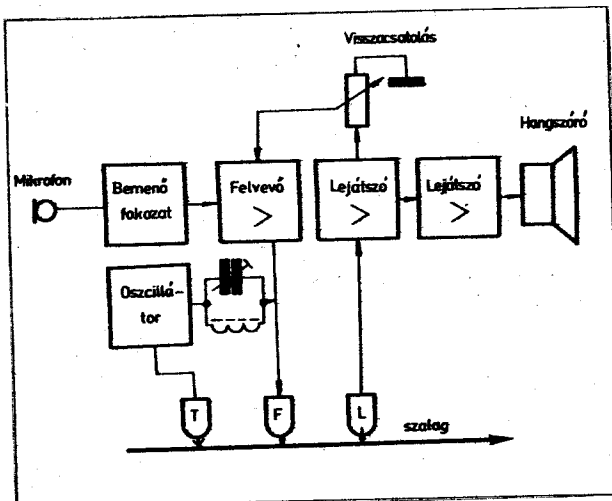 Visszacsatolás
Hangszóró
Mikrofon
Bemenő
fokozat
Felvevő
>
Lejátszó
>
Lejátszó
>
Oszcillá-
tor
T
F
L
szalag